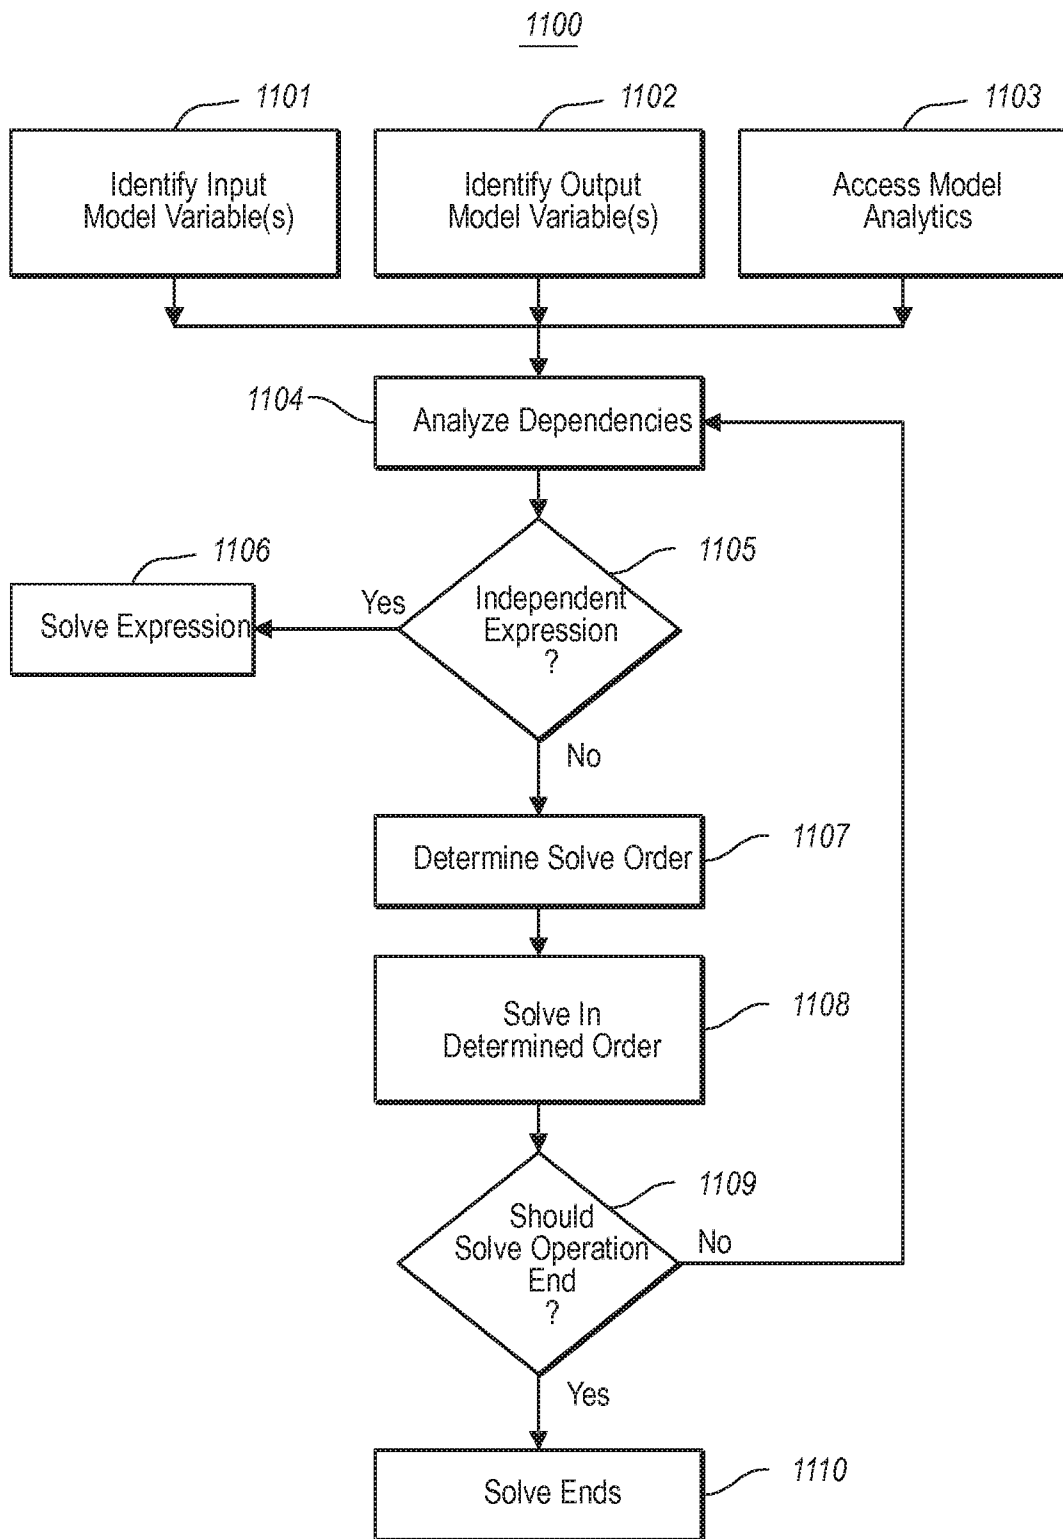 1100
1101
1102
1103
Identify Input
Model Variable(s)
Identify Output
Model Variable(s)
Access Model
Analytics
1104
Analyze Dependencies
1105
Independent
Expression
?
Yes
1106
Solve Expression
No
Determine Solve Order
1107
Solve In
Determined Order
1108
1109
Should
Solve Operation
End
?
No
Yes
Solve Ends
1110